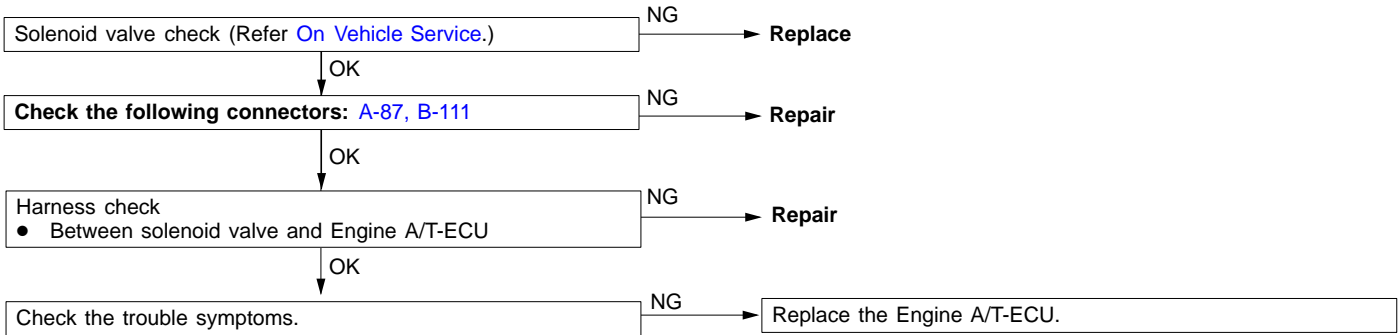 Solenoid valve check (Refer On Vehicle Service.)
NG
Replace
OK
Check the following connectors: A-87, B-111
NG
Repair
OK
Harness check
● Between solenoid valve and Engine A/T-ECU
NG
Repair
OK
Check the trouble symptoms.
NG
Replace the Engine A/T-ECU.